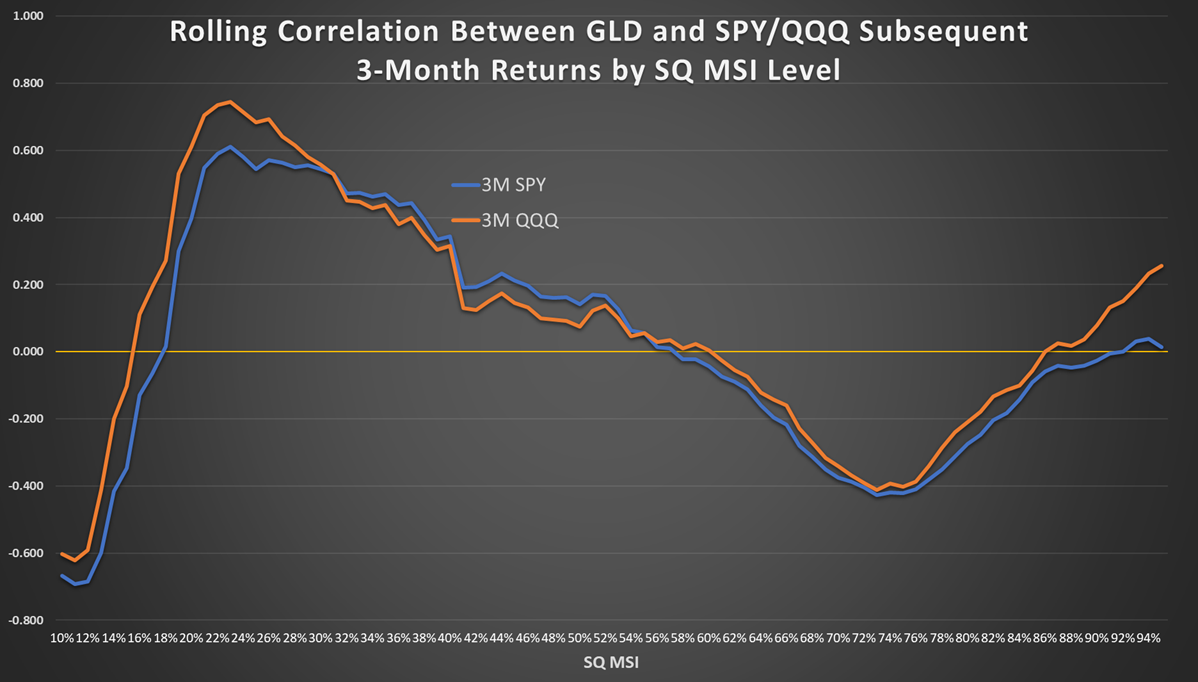 Rolling Correlation Between GLD and SPY/QQQ Subsequent
3-Month Returns by SQ MSI Level
1.000
0.800
0.600
0.400
0.200
0.000
-0.200
-0.400
-0.600
-0.800
3M SPY
3M QQQ
10% 12% 14% 16% 18% 20% 22% 24% 26% 28% 30% 32% 34% 36% 38% 40% 42% 44% 46% 48% 50% 52% 54% 56% 58% 60% 62% 64% 66% 68% 70% 72% 74% 76% 78% 80% 82% 84% 86% 88% 90% 92% 94%
SQ MSI